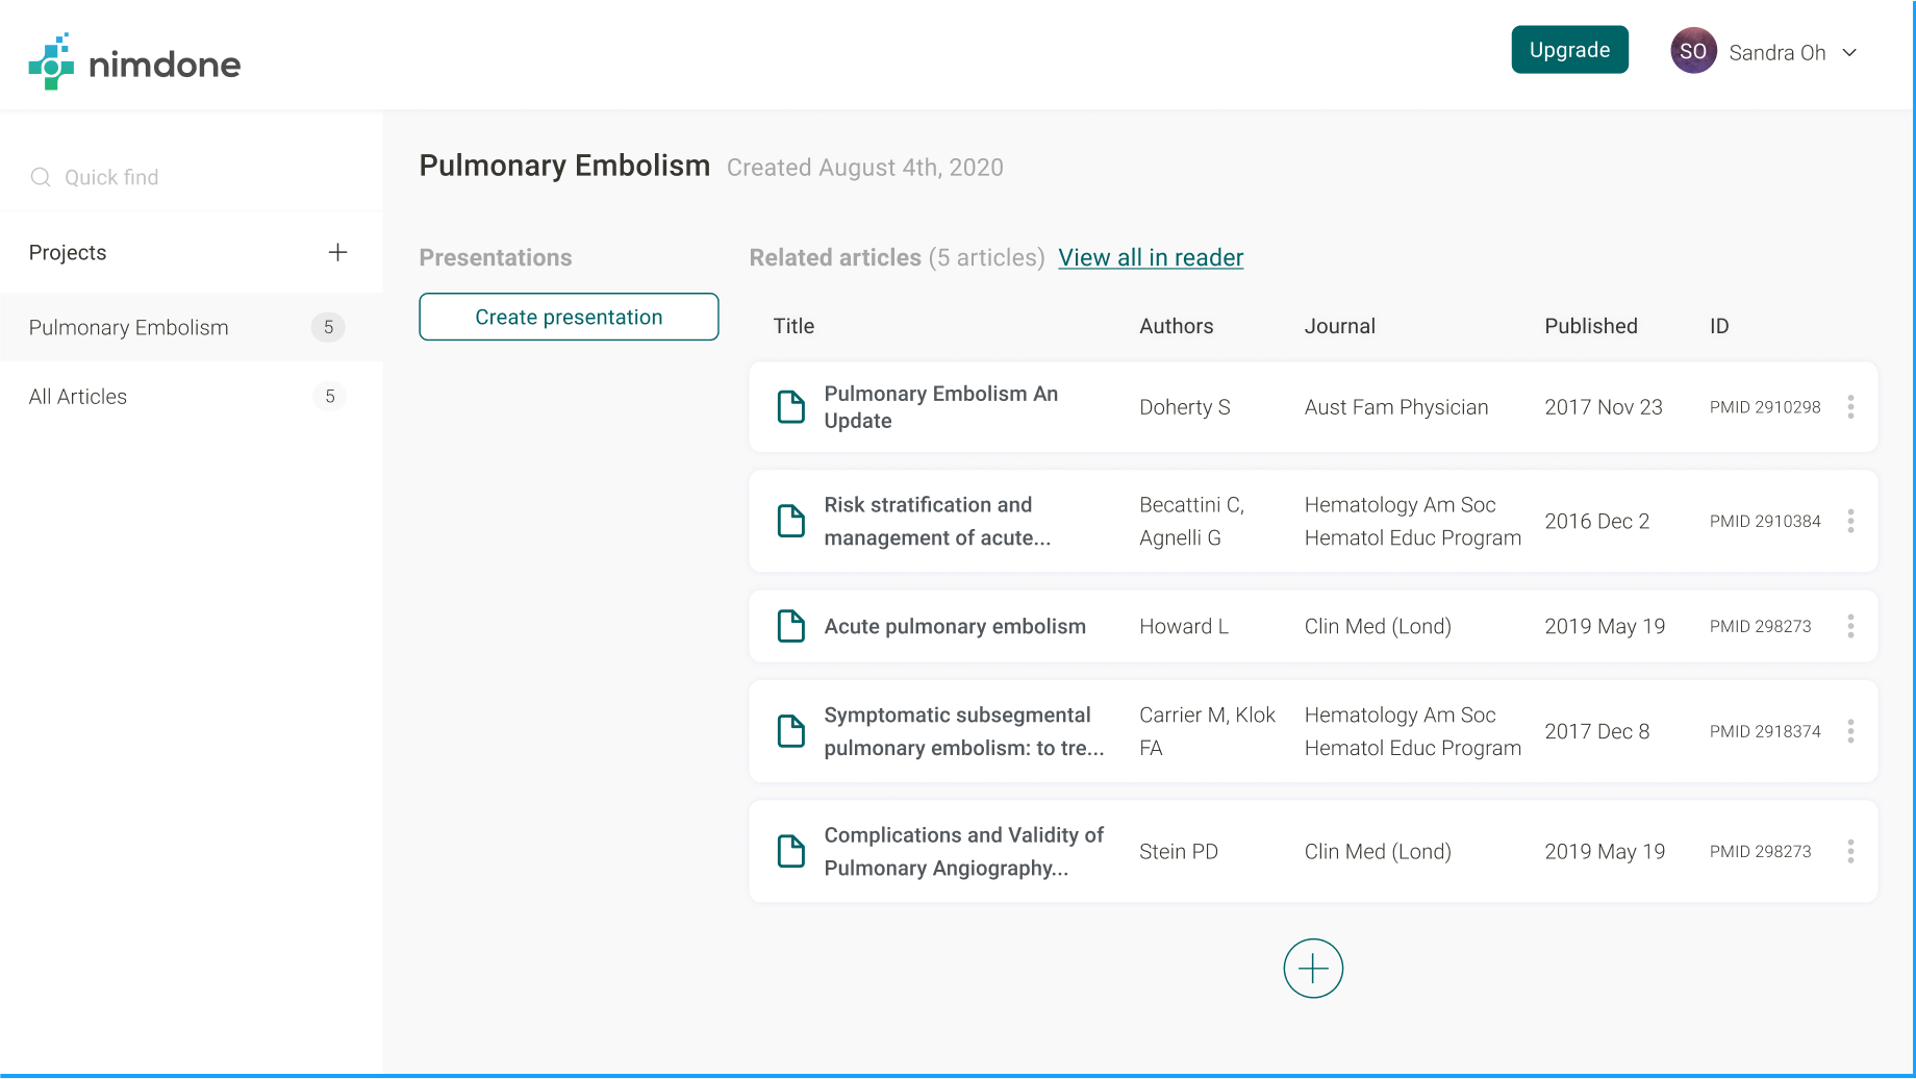 nimdone
Upgrade
SO
Sandra Oh
Quick find
Projects
Pulmonary Embolism
5
All Articles
5
Pulmonary Embolism Created August 4th, 2020
Presentations
Create presentation
Related articles (5 articles) View all in reader
Title Authors Journal Published ID
Pulmonary Embolism An
Update
Doherty S
Aust Fam Physician
2017 Nov 23
PMID 2910298
Risk stratification and
management of acute...
Becattini C,
Agnelli G
Hematology Am Soc
Hematol Educ Program
2016 Dec 2
PMID 2910384
Acute pulmonary embolism
Howard L
Clin Med (Lond)
2019 May 19
PMID 298273
Symptomatic subsegmental
pulmonary embolism: to tre...
Carrier M, Klok
FA
Hematology Am Soc
Hematol Educ Program
2017 Dec 8
PMID 2918374
Complications and Validity of
Pulmonary Angiography...
Stein PD
Clin Med (Lond)
2019 May 19
PMID 298273